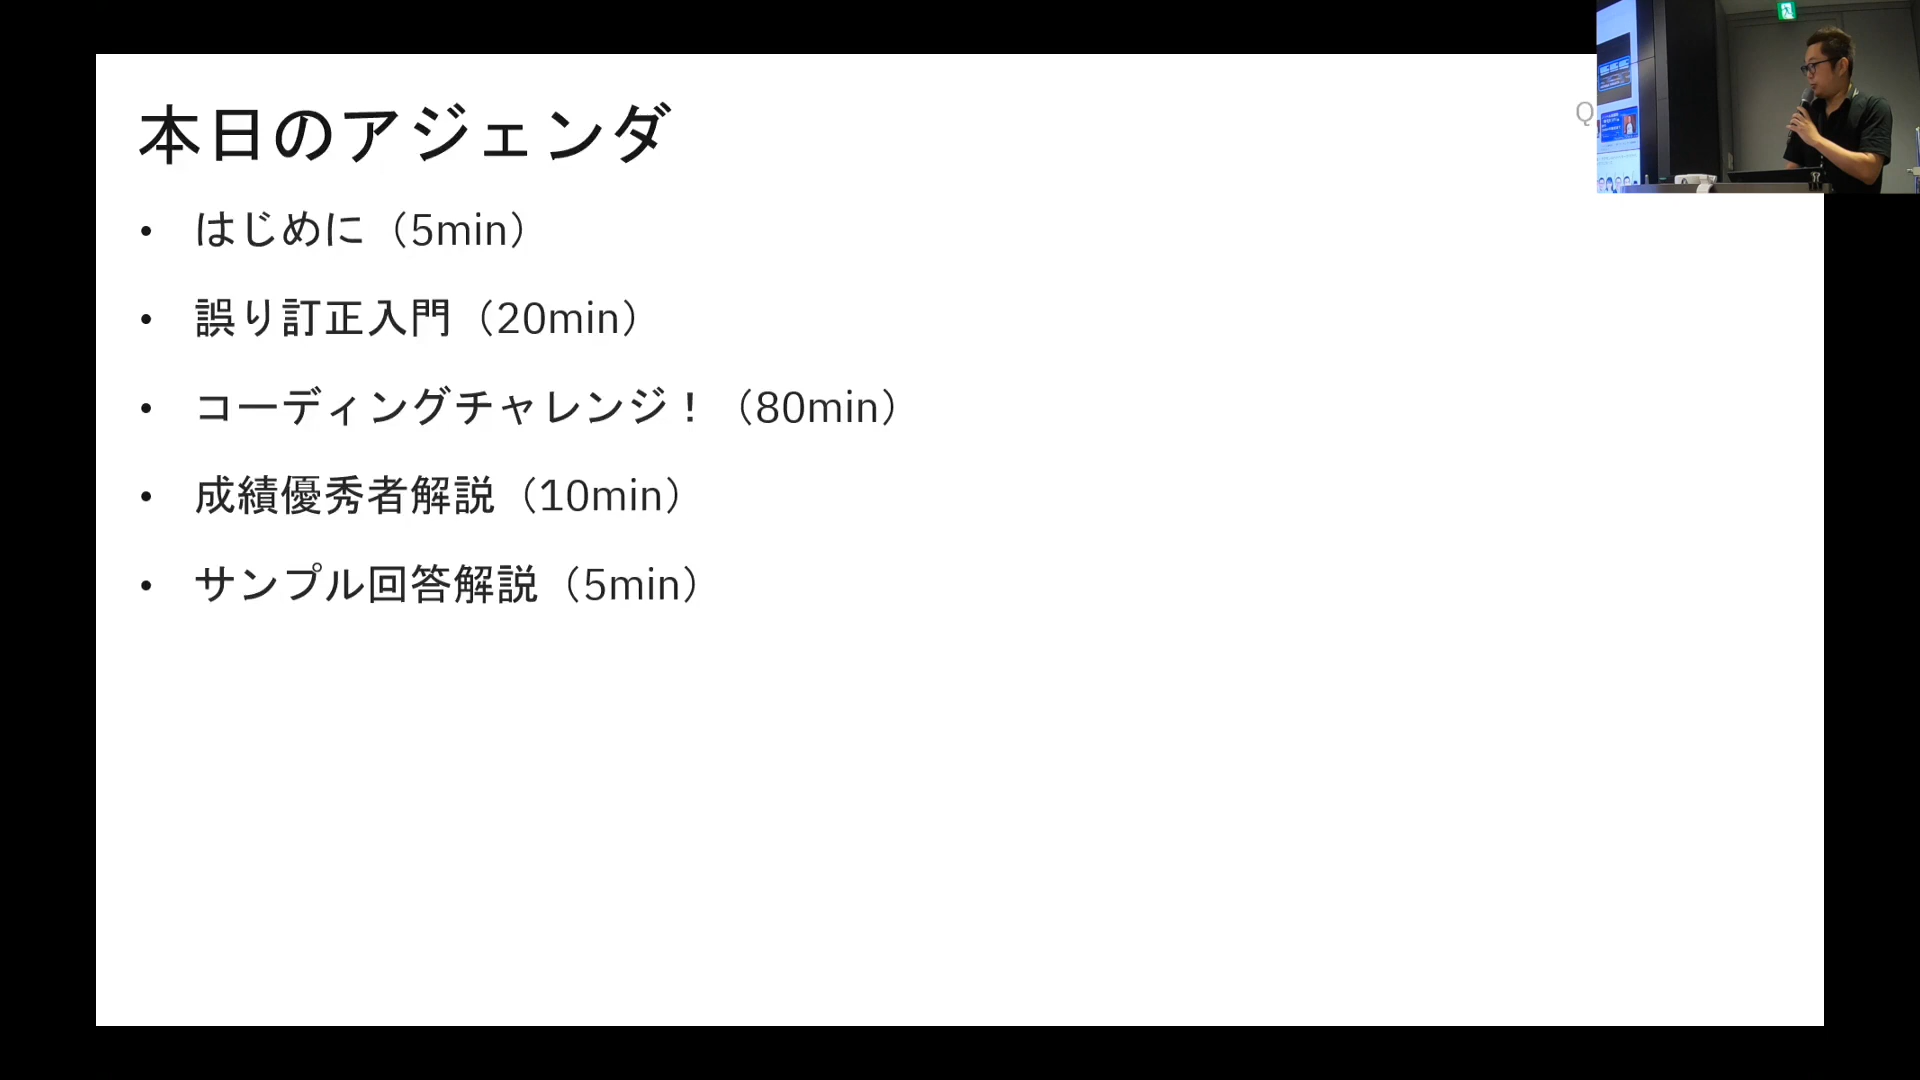 本日のアジェンダ
Q
• はじめに（5min）
• 誤り訂正入門（20min）
• コーディングチャレンジ！（80min）
• 成績優秀者解説（10min）
• サンプル回答解説（5min）